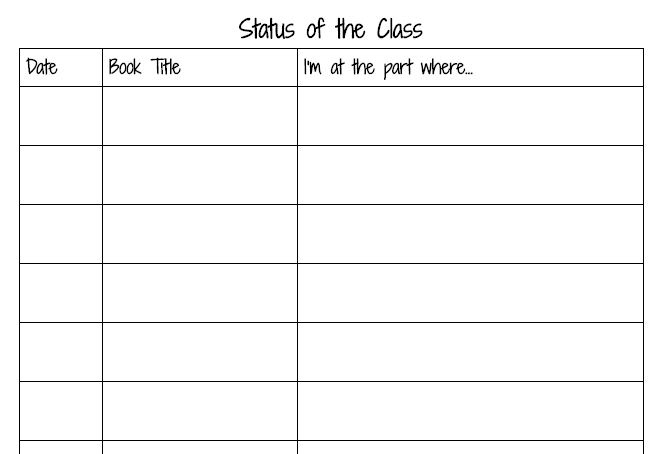 Status of the Class
Date Book Title I'm at the part where...